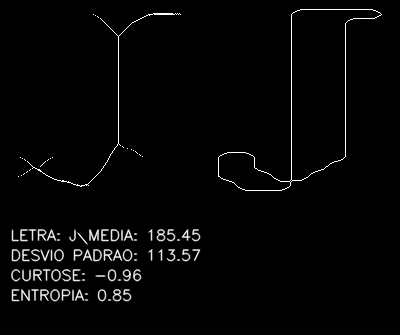 LETRA: J\MEDIA: 185.45
DESVIO PADRAO: 113.57
CURTOSE: -0.96
ENTROPIA: 0.85